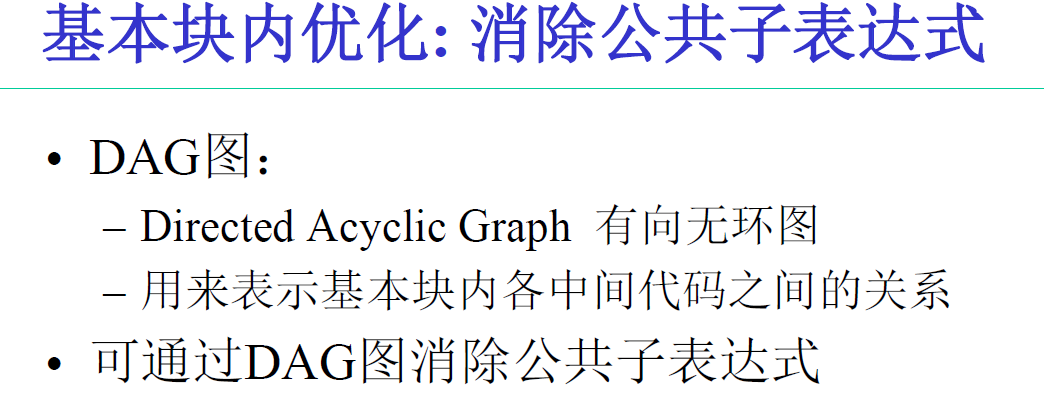 基本块内优化: 消除公共子表达式
• DAG图：
– Directed Acyclic Graph 有向无环图
– 用来表示基本块内各中间代码之间的关系
• 可通过DAG图消除公共子表达式